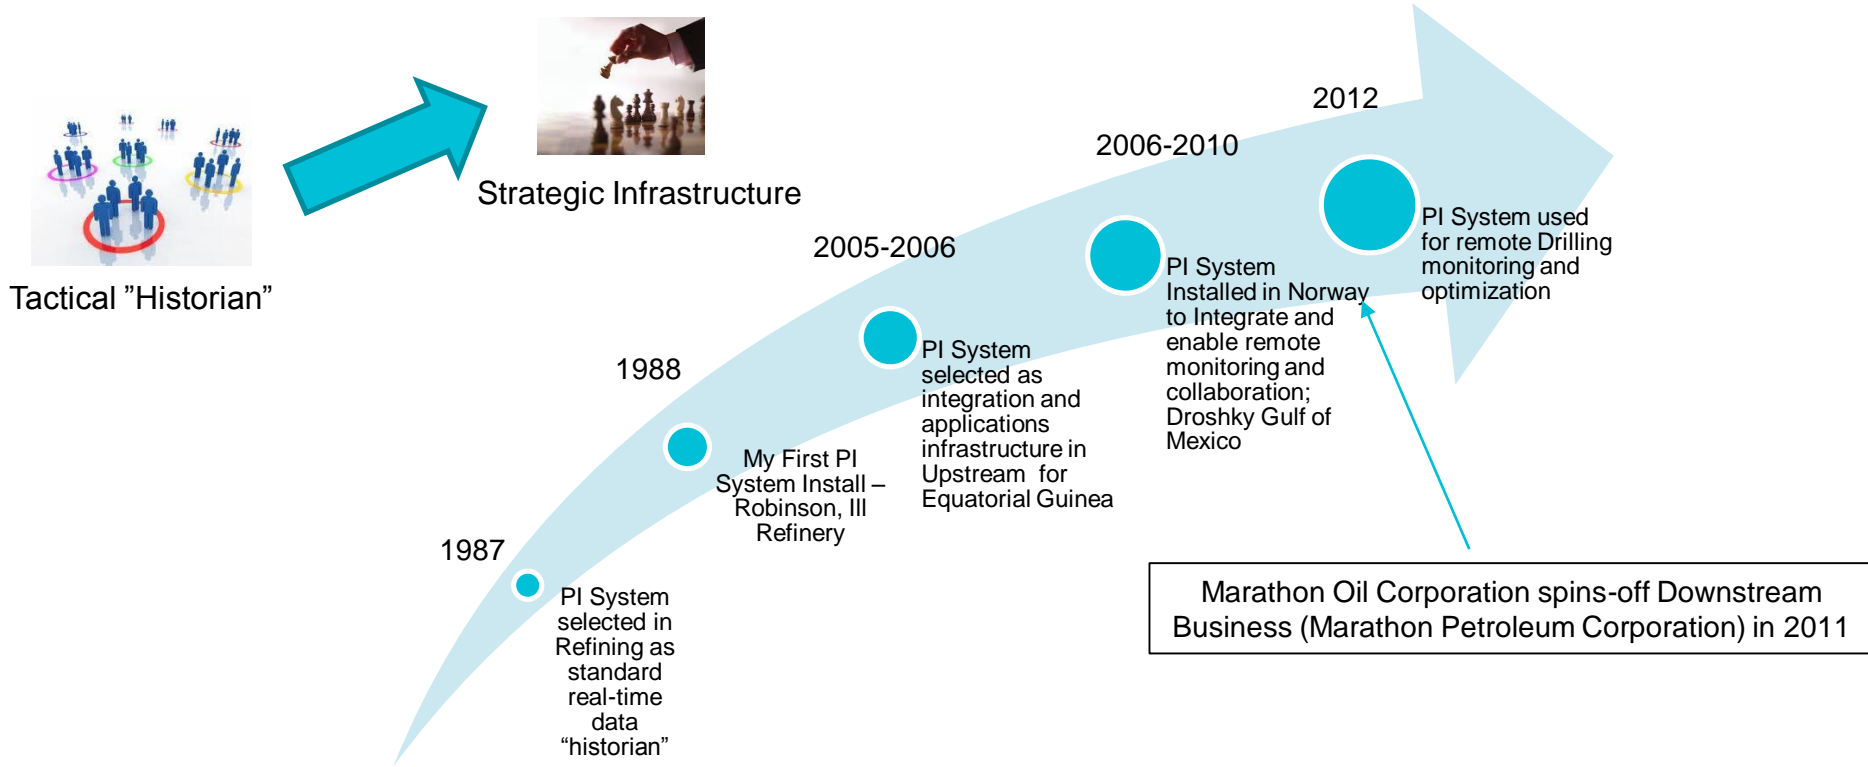 Tactical ”Historian”
Strategic Infrastructure
1987
PI System
selected in
Refining as
standard
real-time
data
“historian”
1988
My First PI
System Install –
Robinson, Ill
Refinery
2005-2006
PI System
selected as
integration and
applications
infrastructure in
Upstream for
Equatorial Guinea
2006-2010
PI System
Installed in Norway
to Integrate and
enable remote
monitoring and
collaboration;
Droshky Gulf of
Mexico
2012
PI System used
for remote Drilling
monitoring and
optimization
Marathon Oil Corporation spins-off Downstream
Business (Marathon Petroleum Corporation) in 2011